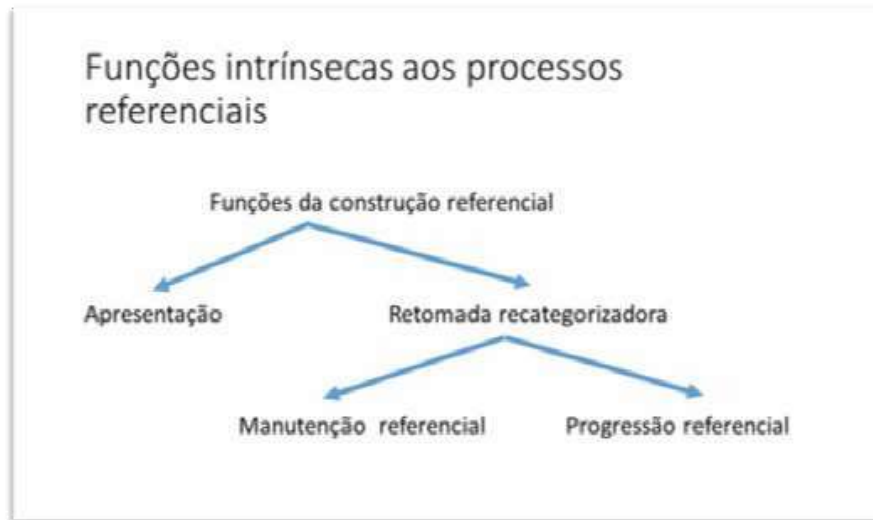 Funções intrínsecas aos processos
referenciais
Funções da construção referencial
Apresentação
Retomada recategorizadora
Manutenção referencial
Progressão referencial